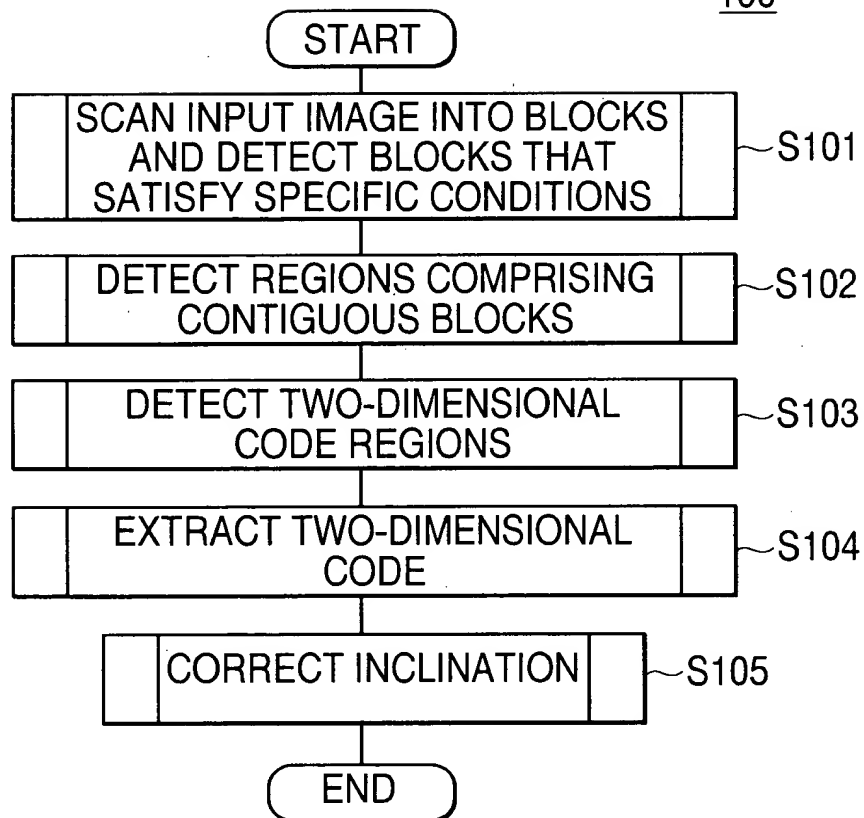 START
SCAN INPUT IMAGE INTO BLOCKS
AND DETECT BLOCKS THAT
SATISFY SPECIFIC CONDITIONS
S101
DETECT REGIONS COMPRISING
CONTIGUOUS BLOCKS
S102
DETECT TWO-DIMENSIONAL
CODE REGIONS
S103
EXTRACT TWO-DIMENSIONAL
CODE
S104
CORRECT INCLINATION
S105
END